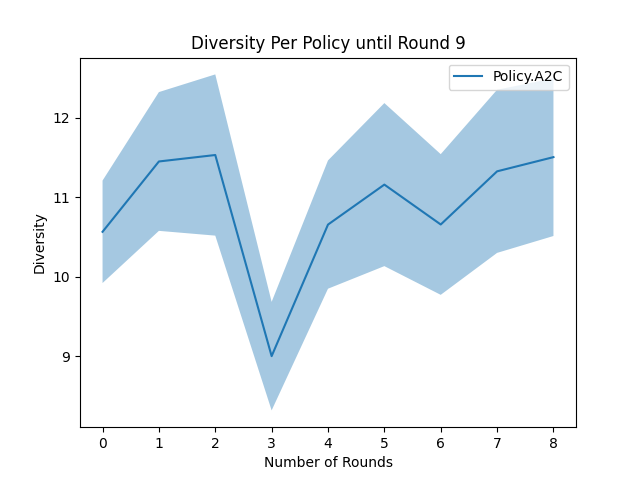 Diversity Per Policy until Round 9
Policy.A2C
12
11
10
9
Diversity
0 1 2 3 4 5 6 7 8
Number of Rounds